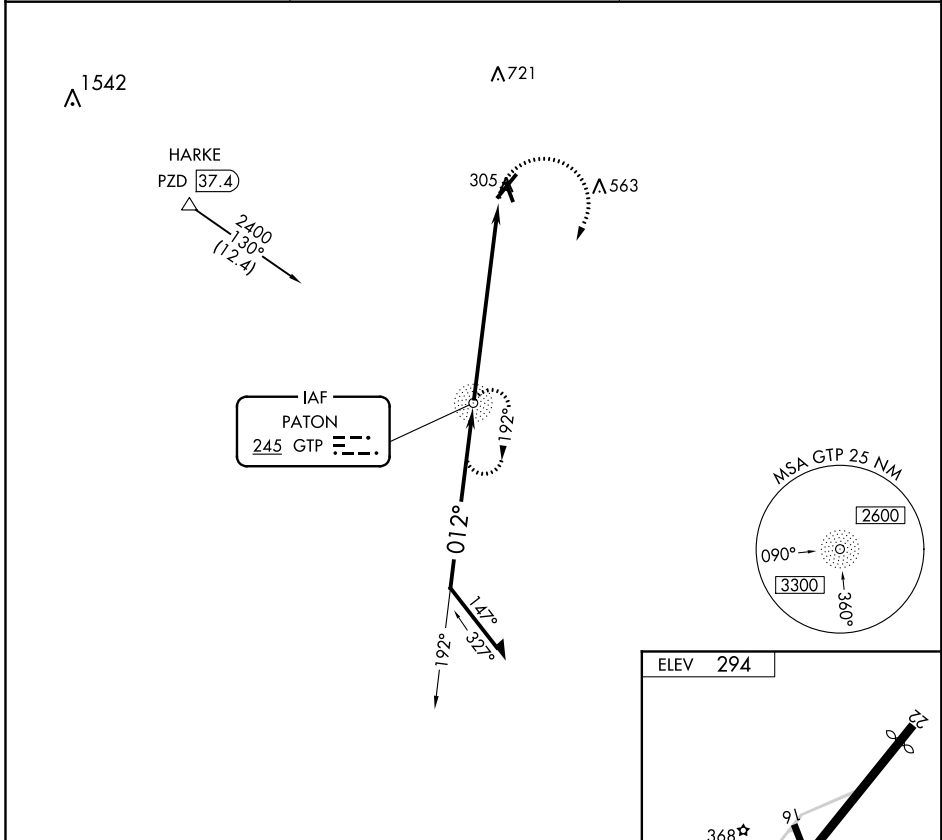 1542
721
HARKE
PZD 37.4
2400
130°
(12.4)
305
563
IAF
PATON
245 GTP
192°
012°
147°
327°
192°
MSA GTP 25 NM
2600
090°
3300
360°
ELEV 294
22
16
368